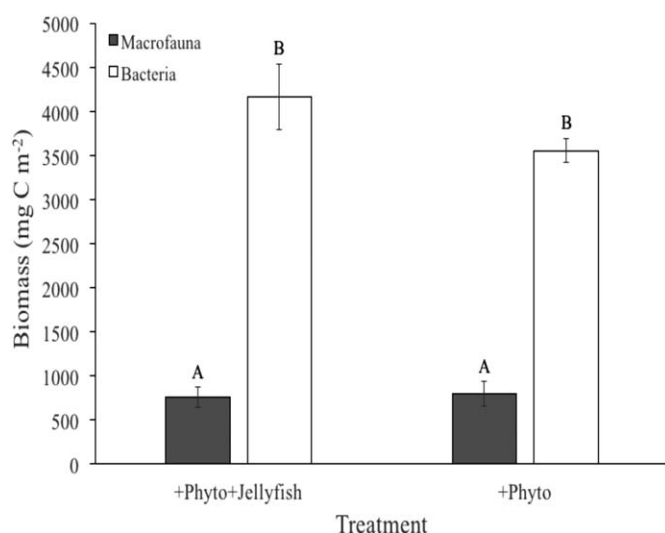 5000
4500
4000
3500
3000
2500
2000
1500
1000
500
0
Biomass (mg C m⁻²)
Macrofauna
Bacteria
A
B
A
B
+Phyto+Jellyfish
+Phyto
Treatment